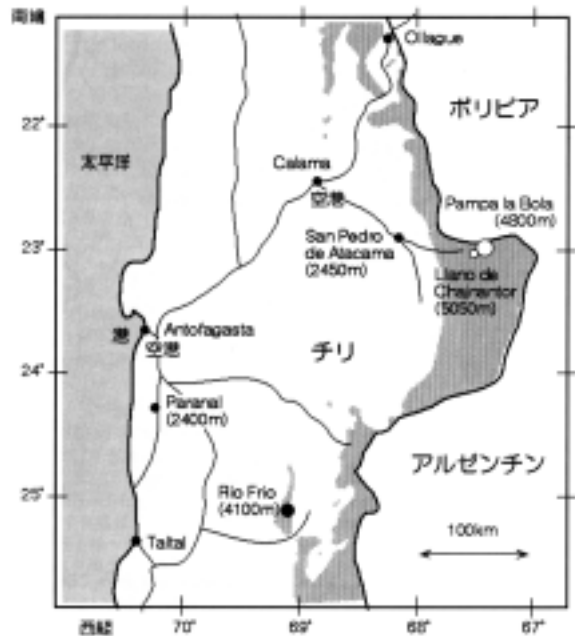 南緯
Ollague
ボリビア
22°
太平洋
Calama
空港
Pampa la Bola
(4800m)
San Pedro
de Atacama
(2450m)
23°
Llano de
Chajnantor
(5050m)
港
Antofagasta
空港
チリ
24°
Paranal
(2400m)
アルゼンチン
Rio Frio
(4100m)
25°
100km
Taltal
西経
70°
69°
68°
67°